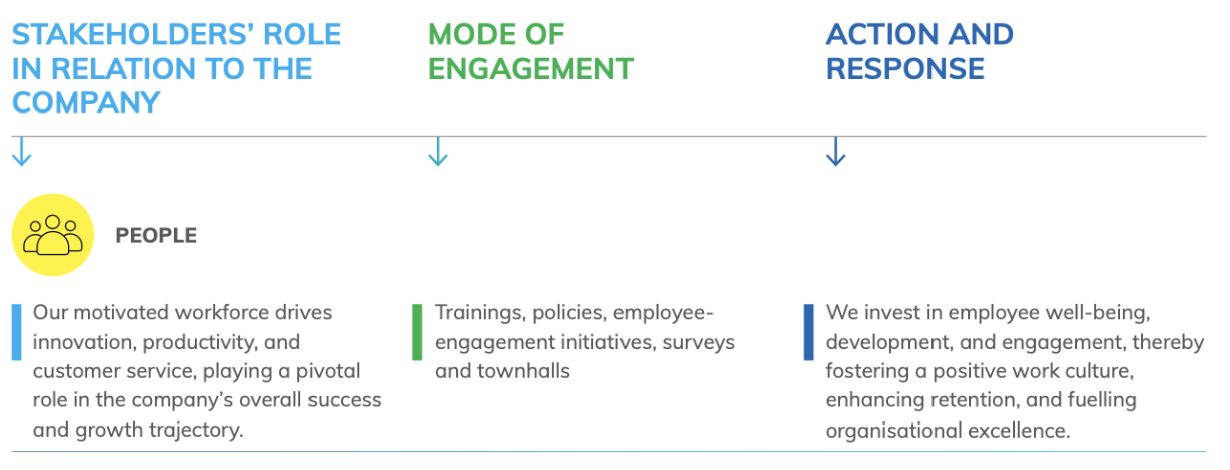 STAKEHOLDERS’ ROLE
IN RELATION TO THE
COMPANY
MODE OF
ENGAGEMENT
ACTION AND
RESPONSE
PEOPLE
Our motivated workforce drives
innovation, productivity, and
customer service, playing a pivotal
role in the company’s overall success
and growth trajectory.
Trainings, policies, employee-
engagement initiatives, surveys
and townhalls
We invest in employee well-being,
development, and engagement, thereby
fostering a positive work culture,
enhancing retention, and fuelling
organisational excellence.